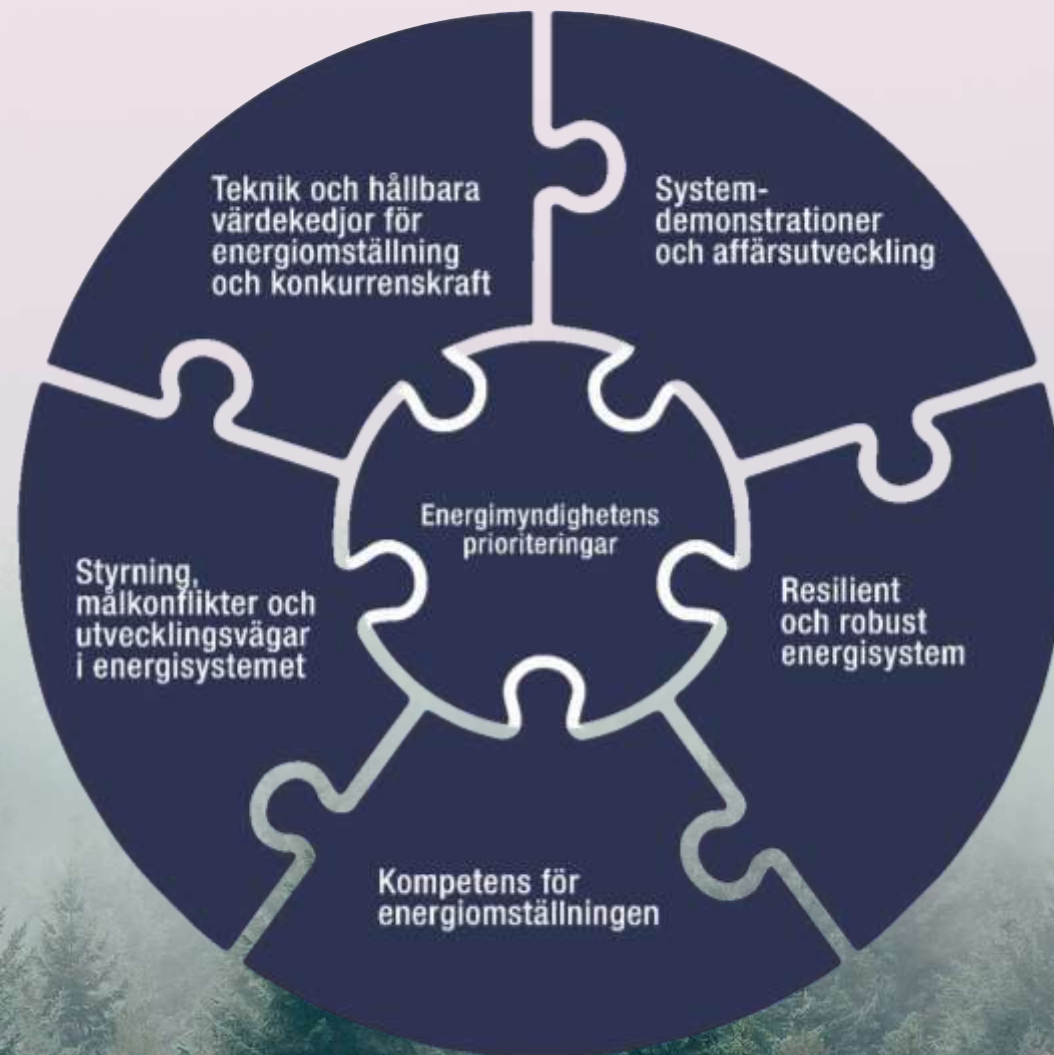 Teknik och hållbara
värdekedjor för
energiomställning
och konkurrenskraft
System-
demonstrationer
och affärsutveckling
Energimyndighetens
prioriteringar
Styrning,
målkonflikter och
utvecklingsvägar
i energisystemet
Resilient
och robust
energisystem
Kompetens för
energiomställningen